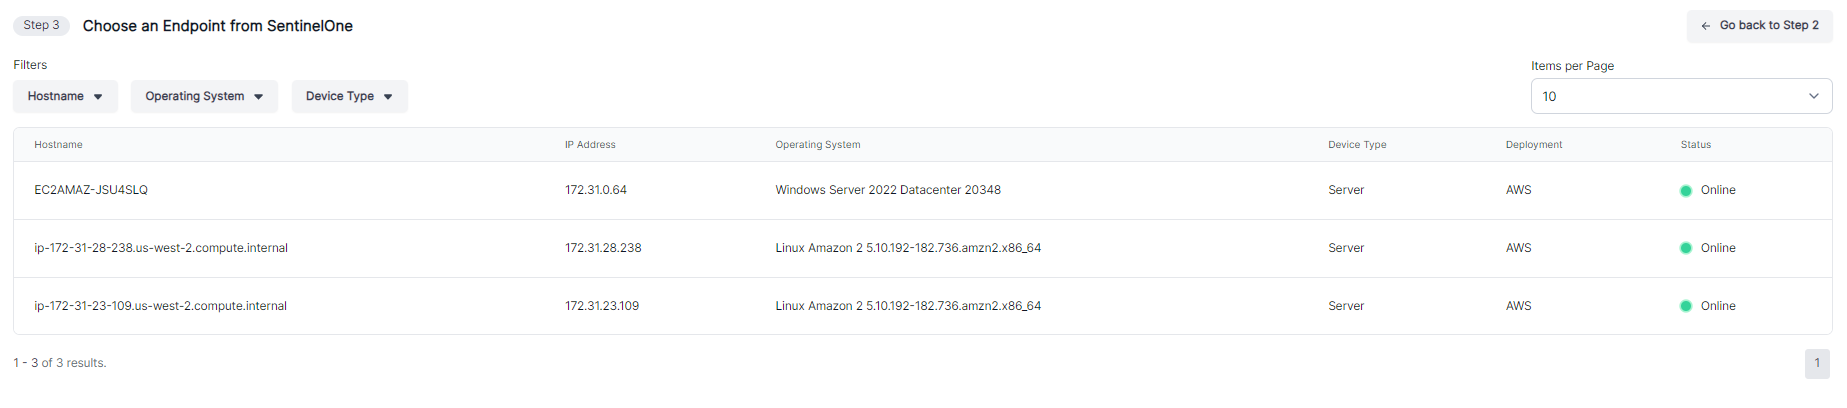 Step 3 Choose an Endpoint from SentinelOne
← Go back to Step 2
Filters
Items per Page
Hostname Operating System Device Type
10
Hostname IP Address Operating System Device Type Deployment Status
EC2AMAZ-JSU4SLQ 172.31.0.64 Windows Server 2022 Datacenter 20348 Server AWS Online
ip-172-31-28-238.us-west-2.compute.internal 172.31.28.238 Linux Amazon 2 5.10.192-182.736.amzn2.x86_64 Server AWS Online
ip-172-31-23-109.us-west-2.compute.internal 172.31.23.109 Linux Amazon 2 5.10.192-182.736.amzn2.x86_64 Server AWS Online
1 - 3 of 3 results.
1